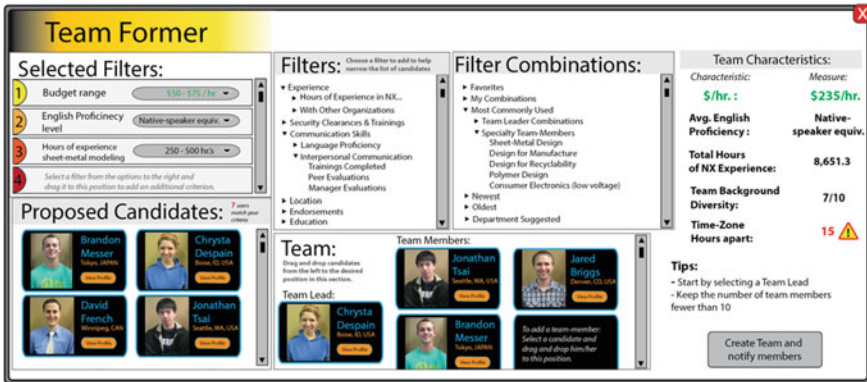 X
Team Former
Selected Filters:
1 Budget range $50 - $75 / hr
2 English Proficinecy
level Native-speaker equiv.
3 Hours of experience
sheet-metal modeling 250 - 500 hrs
4 Select a filter from the options to the right and
drag it to this position to add an additional criterion.
Proposed Candidates:
7 users
match your
criteria
Brandon
Messer
Tokyo, JAPAN
View Profile
Chrysta
Despain
Boise, ID, USA
View Profile
David
French
Winnipeg, CAN
View Profile
Jonathan
Tsai
Seattle, WA, USA
View Profile
Filters:
Choose a filter to add to help
narrow the list of candidates
Experience
Hours of Experience in NX...
With Other Organizations
Security Clearances & Trainings
Communication Skills
Language Proficiency
Interpersonal Communication
Trainings Completed
Peer Evaluations
Manager Evaluations
Location
Endorsements
Education
Filter Combinations:
Favorites
My Combinations
Most Commonly Used
Team Leader Combinations
Specialty Team-Members
Sheet-Metal Design
Design for Manufacture
Design for Recyclability
Polymer Design
Consumer Electronics (low voltage)
Newest
Oldest
Department Suggested
Team:
Drag and drop candidates
from the left to the desired
position in this section.
Team Lead:
Chrysta
Despain
Boise, ID, USA
View Profile
Team Members:
Jonathan
Tsai
Seattle, WA, USA
View Profile
Jared
Briggs
Denver, CO, USA
View Profile
Brandon
Messer
Tokyo, JAPAN
View Profile
To add a team-member:
Select a candidate and
drag and drop him/her
to this position.
Team Characteristics:
Characteristic: Measure:
$/hr. : $235/hr.
Avg. English
Proficiency :
Native-
speaker equiv.
Total Hours
of NX Experience: 8,651.3
Team Background
Diversity: 7/10
Time-Zone
Hours apart: 15
Tips:
- Start by selecting a Team Lead
- Keep the number of team members
fewer than 10
Create Team and
notify members